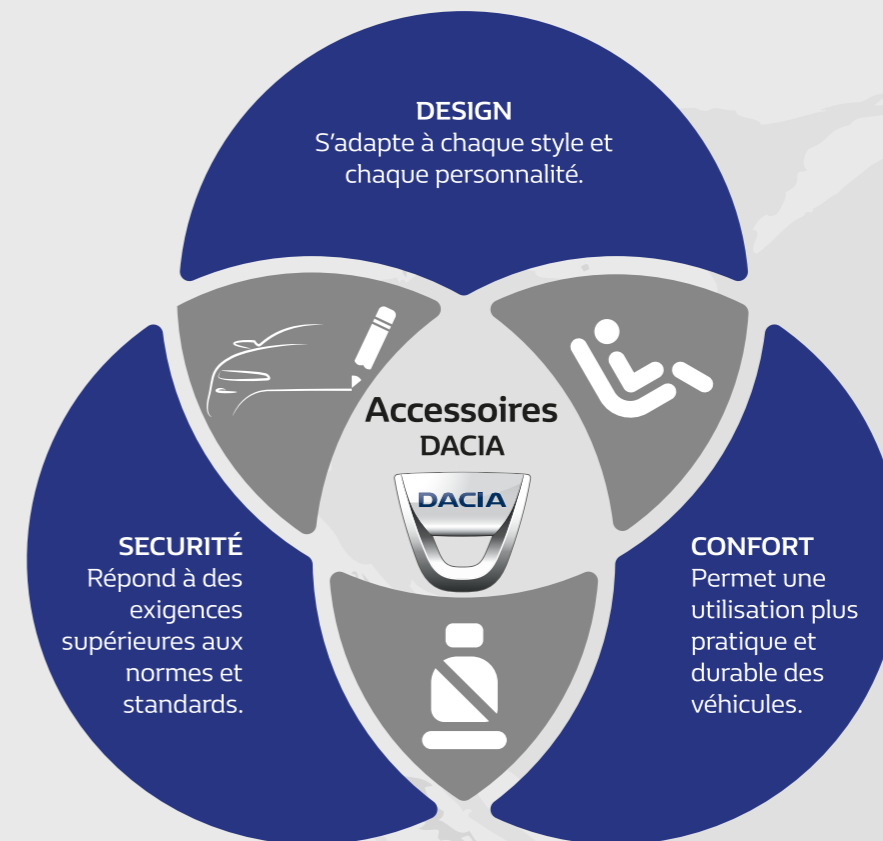 DESIGN
S'adapte à chaque style et
chaque personnalité.
Accessoires
DACIA
DACIA
SECURITÉ
Répond à des
exigences
supérieures aux
normes et
standards.
CONFORT
Permet une
utilisation plus
pratique et
durable des
véhicules.